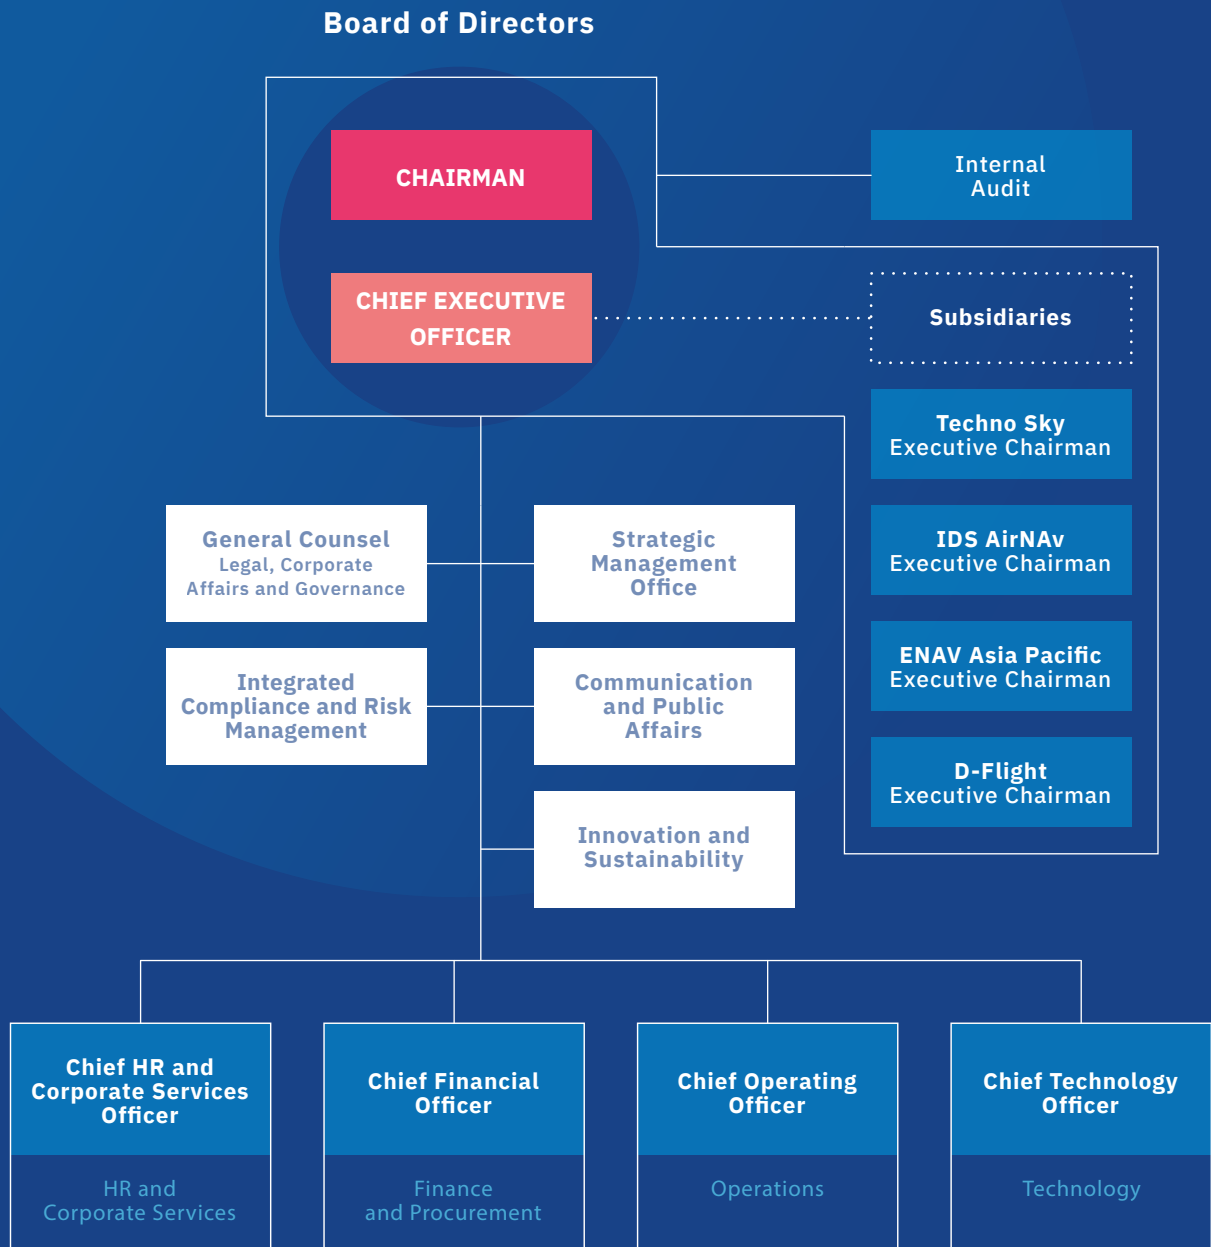 Board of Directors
CHAIRMAN
Internal
Audit
CHIEF EXECUTIVE
OFFICER
Subsidiaries
Techno Sky
Executive Chairman
IDS AirNAv
Executive Chairman
ENAV Asia Pacific
Executive Chairman
D-Flight
Executive Chairman
General Counsel
Legal, Corporate
Affairs and Governance
Strategic
Management
Office
Integrated
Compliance and Risk
Management
Communication
and Public
Affairs
Innovation and
Sustainability
Chief HR and
Corporate Services
Officer
HR and
Corporate Services
Chief Financial
Officer
Finance
and Procurement
Chief Operating
Officer
Operations
Chief Technology
Officer
Technology